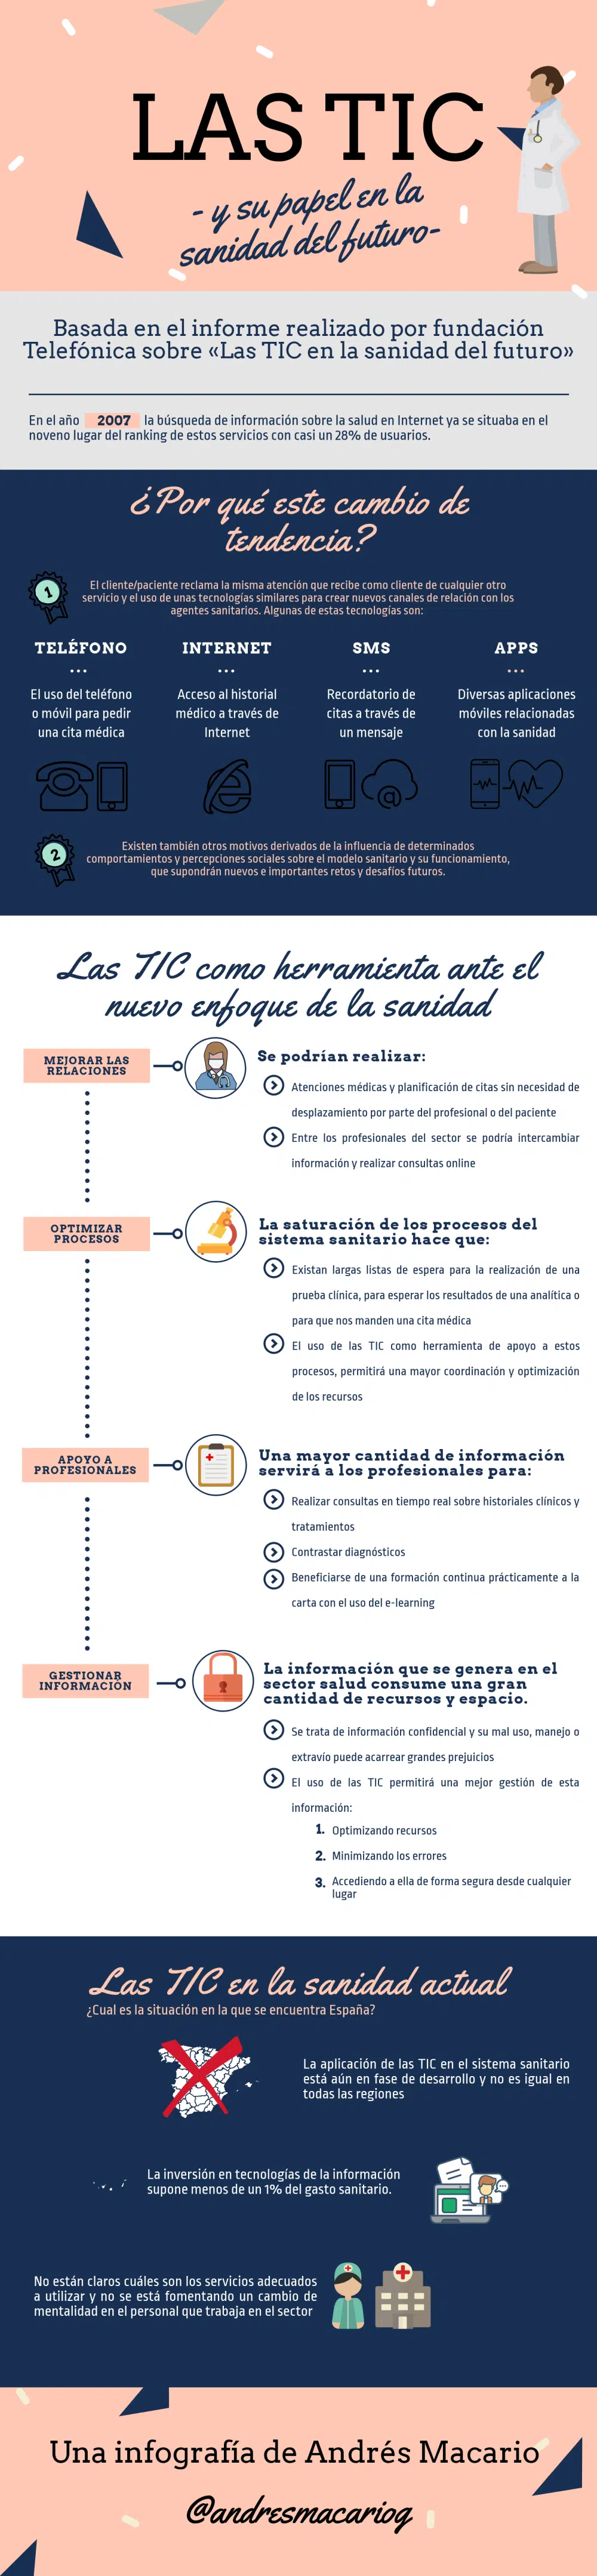 LAS TIC
- y su papel en la
sanidad del futuro-
Basada en el informe realizado por fundación
Telefónica sobre «Las TIC en la sanidad del futuro»
En el año 2007 la búsqueda de información sobre la salud en Internet ya se situaba en el
noveno lugar del ranking de estos servicios con casi un 28% de usuarios.
¿Por qué este cambio de
tendencia?
1
El cliente/paciente reclama la misma atención que recibe como cliente de cualquier otro
servicio y el uso de unas tecnologías similares para crear nuevos canales de relación con los
agentes sanitarios. Algunas de estas tecnologías son:
TELÉFONO
...
El uso del teléfono
o móvil para pedir
una cita médica
INTERNET
...
Acceso al historial
médico a través de
Internet
SMS
...
Recordatorio de
citas a través de
un mensaje
APPS
...
Diversas aplicaciones
móviles relacionadas
con la sanidad
@
2
Existen también otros motivos derivados de la influencia de determinados
comportamientos y percepciones sociales sobre el modelo sanitario y su funcionamiento,
que supondrán nuevos e importantes retos y desafíos futuros.
Las TIC como herramienta ante el
nuevo enfoque de la sanidad
MEJORAR LAS
RELACIONES
Se podrían realizar:
Atenciones médicas y planificación de citas sin necesidad de
desplazamiento por parte del profesional o del paciente
Entre los profesionales del sector se podría intercambiar
información y realizar consultas online
OPTIMIZAR
PROCESOS
La saturación de los procesos del
sistema sanitario hace que:
Existan largas listas de espera para la realización de una
prueba clínica, para esperar los resultados de una analítica o
para que nos manden una cita médica
El uso de las TIC como herramienta de apoyo a estos
procesos, permitirá una mayor coordinación y optimización
de los recursos
APOYO A
PROFESIONALES
Una mayor cantidad de información
servirá a los profesionales para:
Realizar consultas en tiempo real sobre historiales clínicos y
tratamientos
Contrastar diagnósticos
Beneficiarse de una formación continua prácticamente a la
carta con el uso del e-learning
GESTIONAR
INFORMACIÓN
La información que se genera en el
sector salud consume una gran
cantidad de recursos y espacio.
Se trata de información confidencial y su mal uso, manejo o
extravío puede acarrear grandes prejuicios
El uso de las TIC permitirá una mejor gestión de esta
información:
1. Optimizando recursos
2. Minimizando los errores
3. Accediendo a ella de forma segura desde cualquier
lugar
Las TIC en la sanidad actual
¿Cual es la situación en la que se encuentra España?
La aplicación de las TIC en el sistema sanitario
está aún en fase de desarrollo y no es igual en
todas las regiones
La inversión en tecnologías de la información
supone menos de un 1% del gasto sanitario.
No están claros cuáles son los servicios adecuados
a utilizar y no se está fomentando un cambio de
mentalidad en el personal que trabaja en el sector
Una infografía de Andrés Macario
@andresmacariog